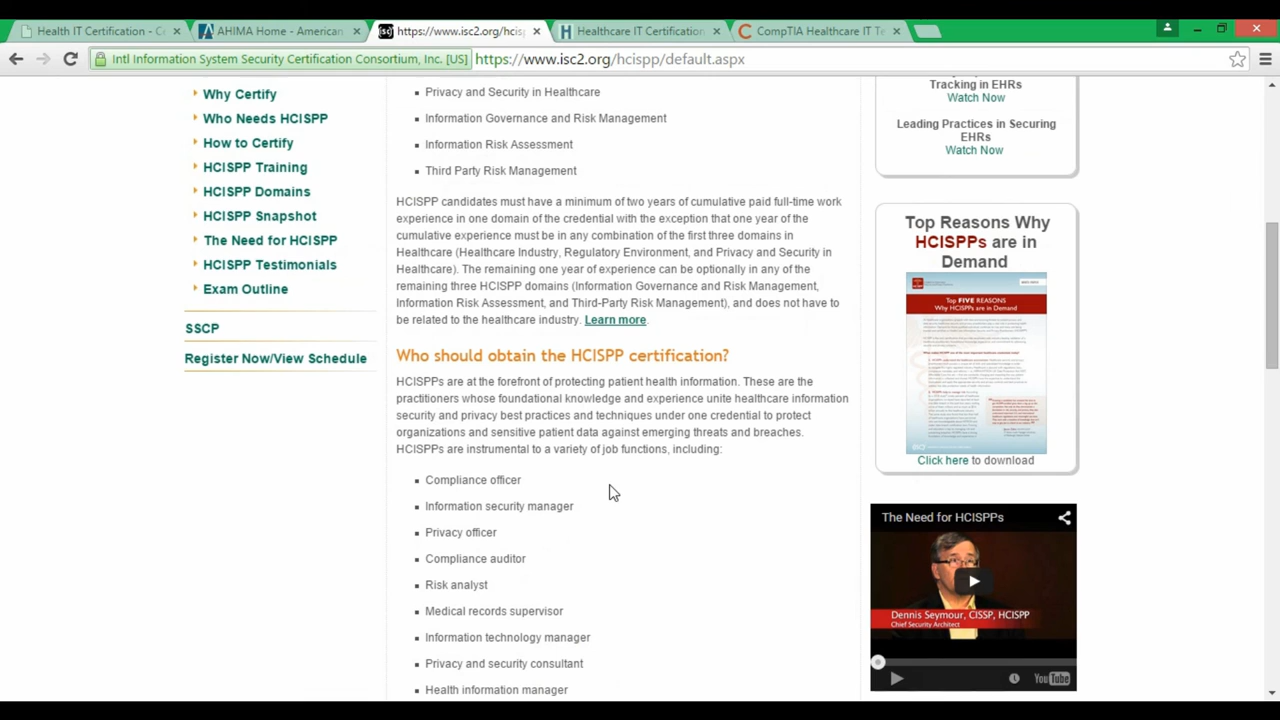 Health IT Certification - C
AHIMA Home - American
https://www.isc2.org/hcis
Healthcare IT Certification
CompTIA Healthcare IT T
Intl Information System Security Certification Consortium, Inc. [US]
https://www.isc2.org/hcispp/default.aspx
Why Certify
Who Needs HCISPP
How to Certify
HCISPP Training
HCISPP Domains
HCISPP Snapshot
The Need for HCISPP
HCISPP Testimonials
Exam Outline
SSCP
Register Now/View Schedule
Privacy and Security in Healthcare
Information Governance and Risk Management
Information Risk Assessment
Third Party Risk Management
HCISPP candidates must have a minimum of two years of cumulative paid full-time work
experience in one domain of the credential with the exception that one year of the
cumulative experience must be in any combination of the first three domains in
Healthcare (Healthcare Industry, Regulatory Environment, and Privacy and Security in
Healthcare). The remaining one year of experience can be optionally in any of the
remaining three HCISPP domains (Information Governance and Risk Management,
Information Risk Assessment, and Third-Party Risk Management), and does not have to
be related to the healthcare industry. Learn more.
Who should obtain the HCISPP certification?
HCISPPs are at the forefront of protecting patient health information. These are the
practitioners whose foundational knowledge and experience unite healthcare information
security and privacy best practices and techniques under one credential to protect
organizations and sensitive patient data against emerging threats and breaches.
HCISPPs are instrumental to a variety of job functions, including:
Compliance officer
Information security manager
Privacy officer
Compliance auditor
Risk analyst
Medical records supervisor
Information technology manager
Privacy and security consultant
Health information manager
Tracking in EHRs
Watch Now
Leading Practices in Securing
EHRs
Watch Now
Top Reasons Why
HCISPPs are in
Demand
Top FIVE REASONS
Why HCISPPs are in Demand
Click here to download
The Need for HCISPPs
Dennis Seymour, CISSP, HCISPP
Chief Security Architect
YouTube